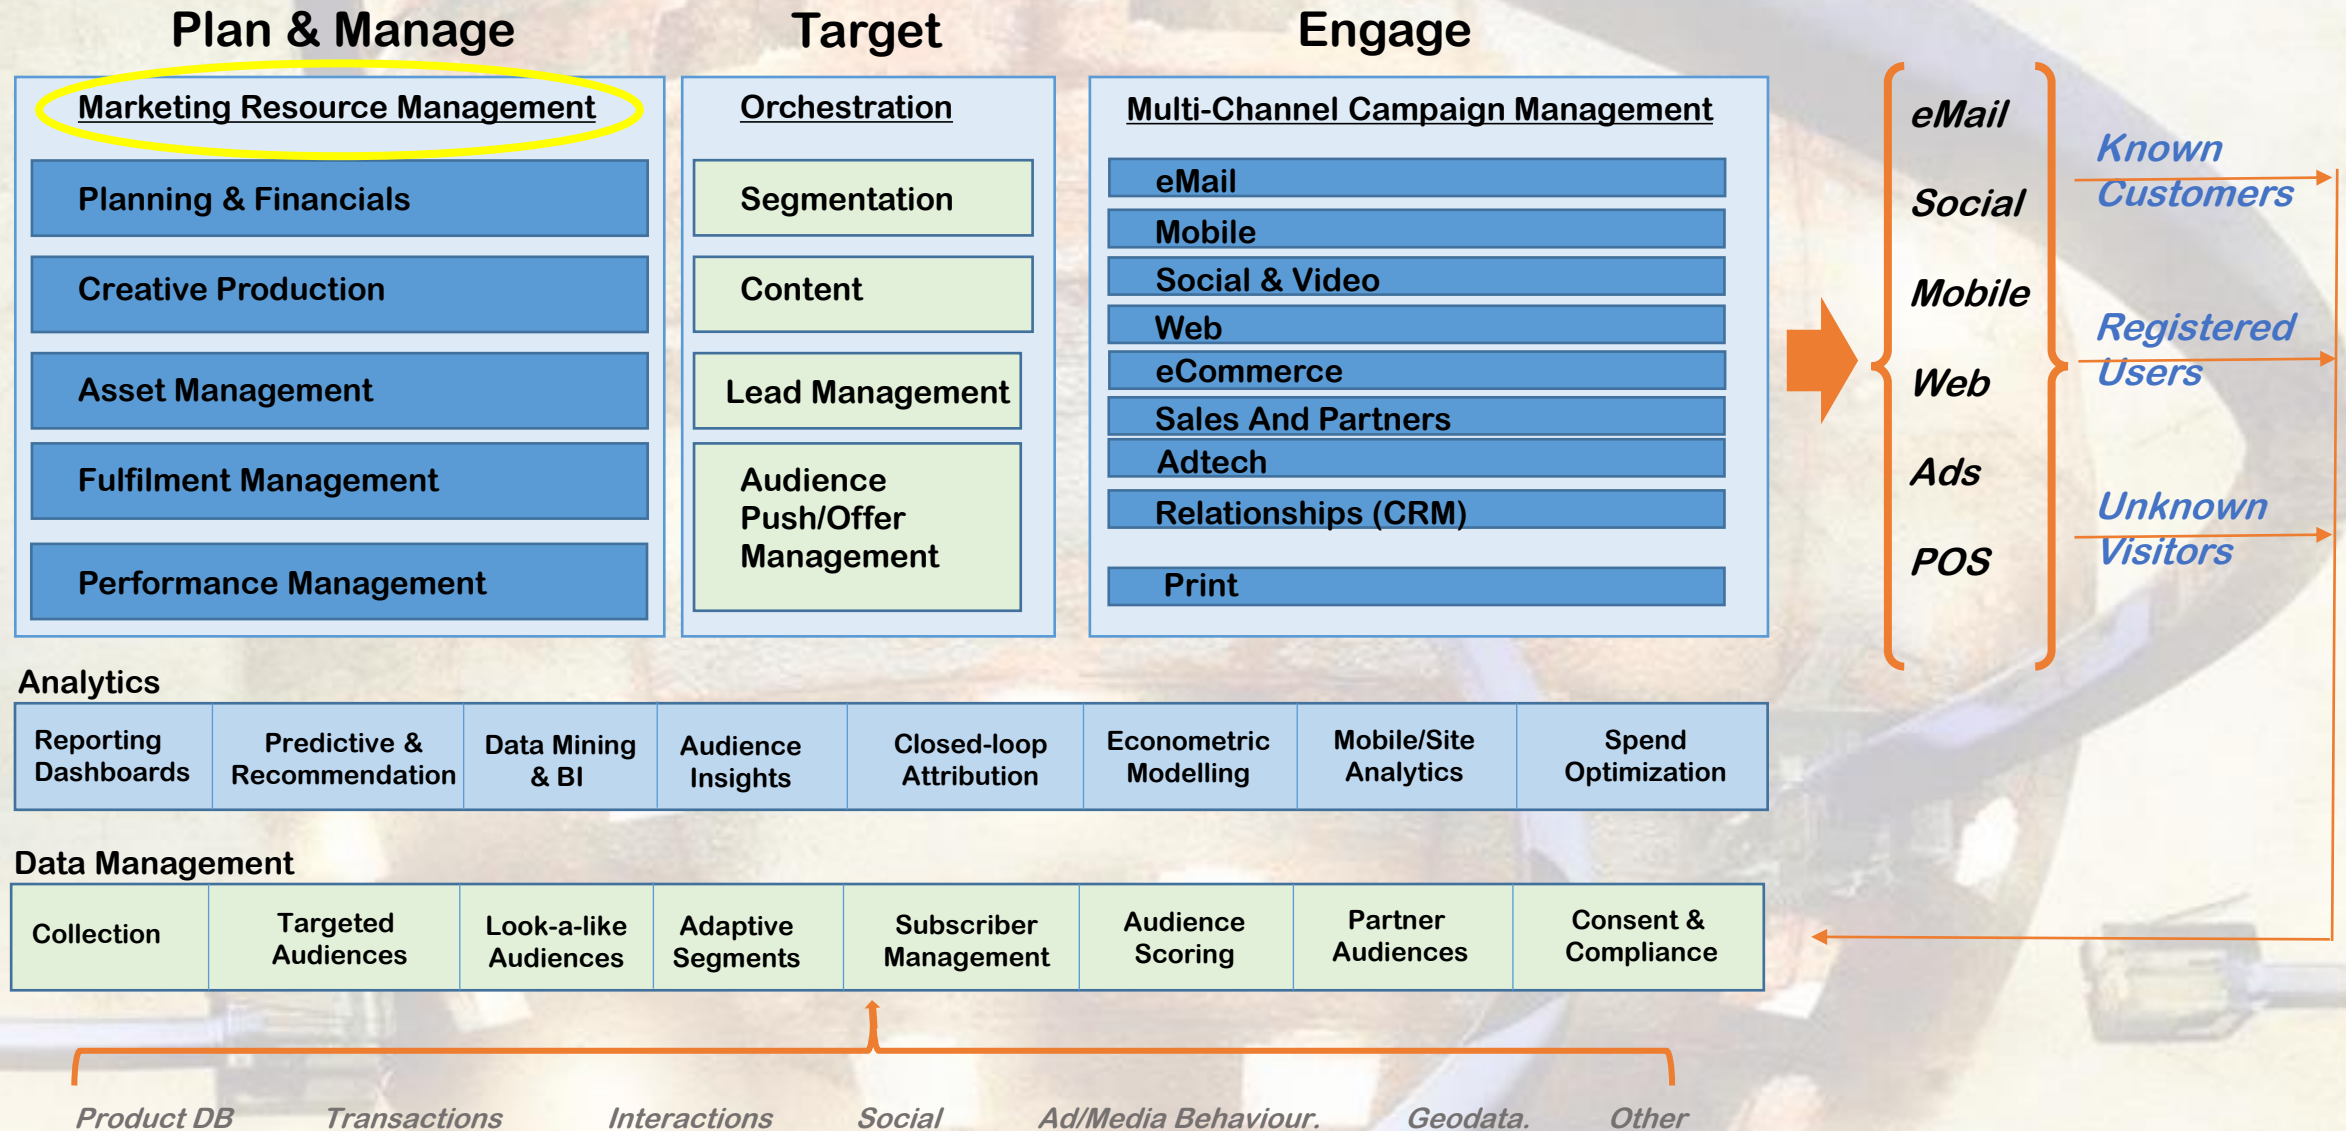 Plan & Manage
Target
Engage
Marketing Resource Management
Planning & Financials
Creative Production
Asset Management
Fulfilment Management
Performance Management
Orchestration
Segmentation
Content
Lead Management
Audience
Push/Offer
Management
Multi-Channel Campaign Management
eMail
Mobile
Social & Video
Web
eCommerce
Sales And Partners
Adtech
Relationships (CRM)
Print
eMail
Social
Mobile
Web
Ads
POS
Known
Customers
Registered
Users
Unknown
Visitors
Analytics
Reporting
Dashboards
Predictive &
Recommendation
Data Mining
& BI
Audience
Insights
Closed-loop
Attribution
Econometric
Modelling
Mobile/Site
Analytics
Spend
Optimization
Data Management
Collection
Targeted
Audiences
Look-a-like
Audiences
Adaptive
Segments
Subscriber
Management
Audience
Scoring
Partner
Audiences
Consent &
Compliance
Product DB
Transactions
Interactions
Social
Ad/Media Behaviour.
Geodata.
Other